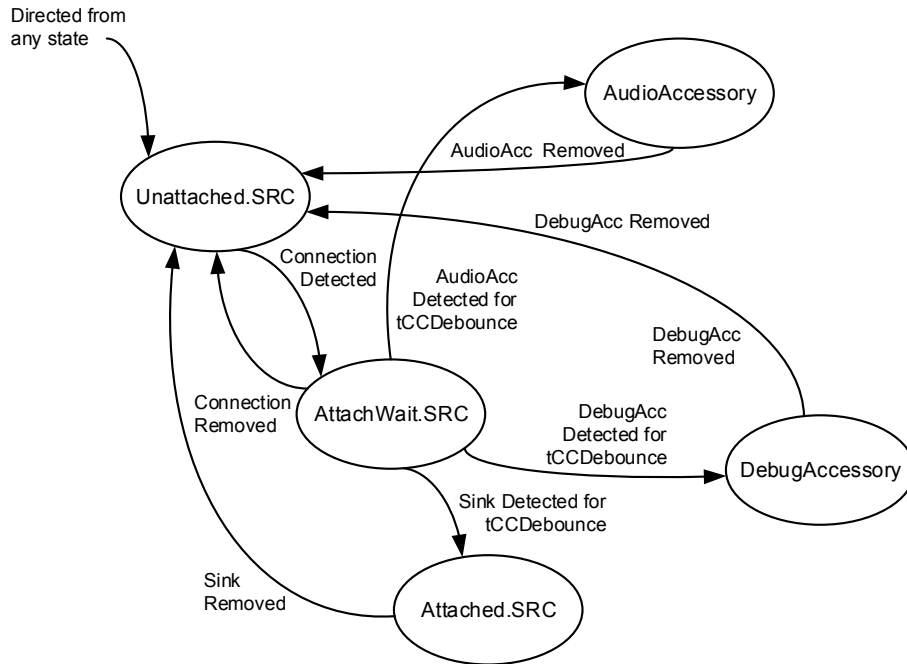 Directed from
any state
AudioAccessory
AudioAcc Removed
Unattached.SRC
DebugAcc Removed
Connection
Detected
AudioAcc
Detected for
tCCDebounce
DebugAcc
Removed
Connection
Removed
AttachWait.SRC
DebugAcc
Detected for
tCCDebounce
DebugAccessory
Sink Detected for
tCCDebounce
Sink
Removed
Attached.SRC